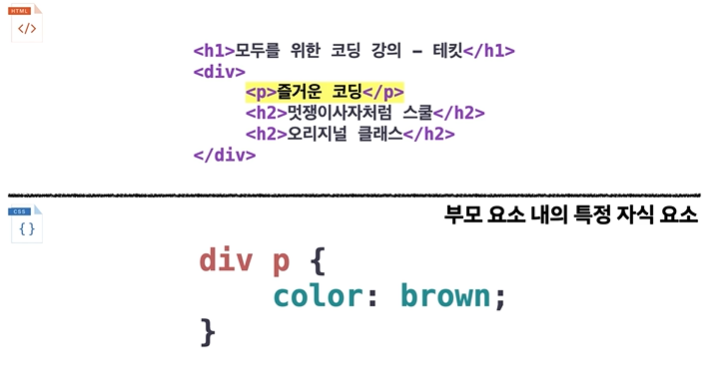 HTML
</>
<h1>모두를 위한 코딩 강의 – 테킷</h1>
<div>
<p>즐거운 코딩</p>
<h2>멋쟁이사자처럼 스쿨</h2>
<h2>오리지널 클래스</h2>
</div>
CSS
{ }
부모 요소 내의 특정 자식 요소
div p {
color: brown;
}